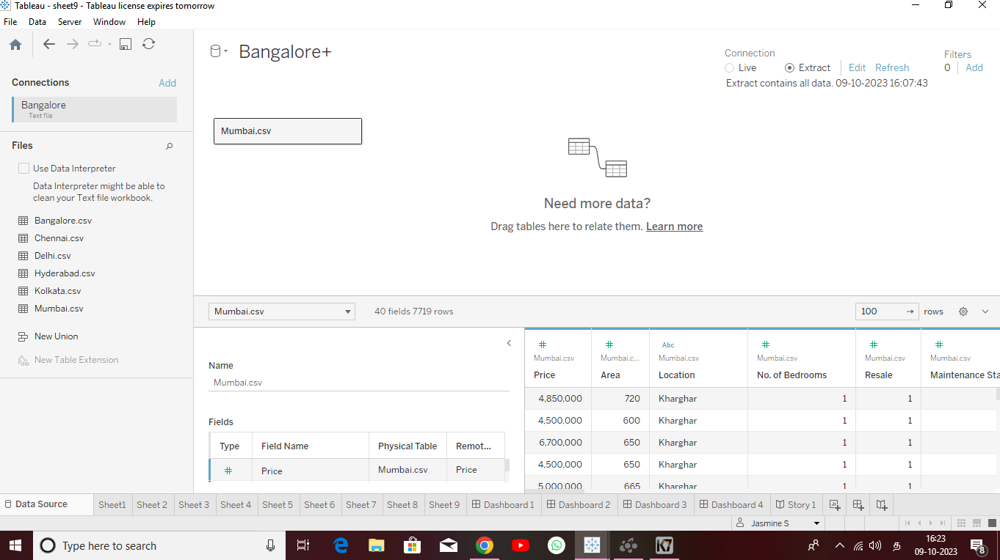 Tableau - sheet9 - Tableau license expires tomorrow
File Data Server Window Help
Connections Add
Bangalore
Text file
Files
Use Data Interpreter
Data Interpreter might be able to
clean your Text file workbook.
Bangalore.csv
Chennai.csv
Delhi.csv
Hyderabad.csv
Kolkata.csv
Mumbai.csv
New Union
New Table Extension
Bangalore+
Connection
Live Extract Edit Refresh
Extract contains all data. 09-10-2023 16:07:43
Filters
0 Add
Mumbai.csv
Need more data?
Drag tables here to relate them. Learn more
Mumbai.csv 40 fields 7719 rows 100 rows
Name
Mumbai.csv
Fields
Type Field Name Physical Table Remot...
# Price Mumbai.csv Price
# # Abc # # #
Mumbai.csv Mumbai.c... Mumbai.csv Mumbai.csv Mumbai.csv Mumbai.csv
Price Area Location No. of Bedrooms Resale Maintenance Sta
4,850,000 720 Kharghar 1 1
4,500,000 600 Kharghar 1 1
6,700,000 650 Kharghar 1 1
4,500,000 650 Kharghar 1 1
5,000,000 665 Kharghar 1 1
Data Source Sheet1 Sheet 2 Sheet 3 Sheet 4 Sheet 5 Sheet 6 Sheet 7 Sheet 8 Sheet 9 Dashboard 1 Dashboard 2 Dashboard 3 Dashboard 4 Story 1
Jasmine S
Type here to search
16:23
09-10-2023
8